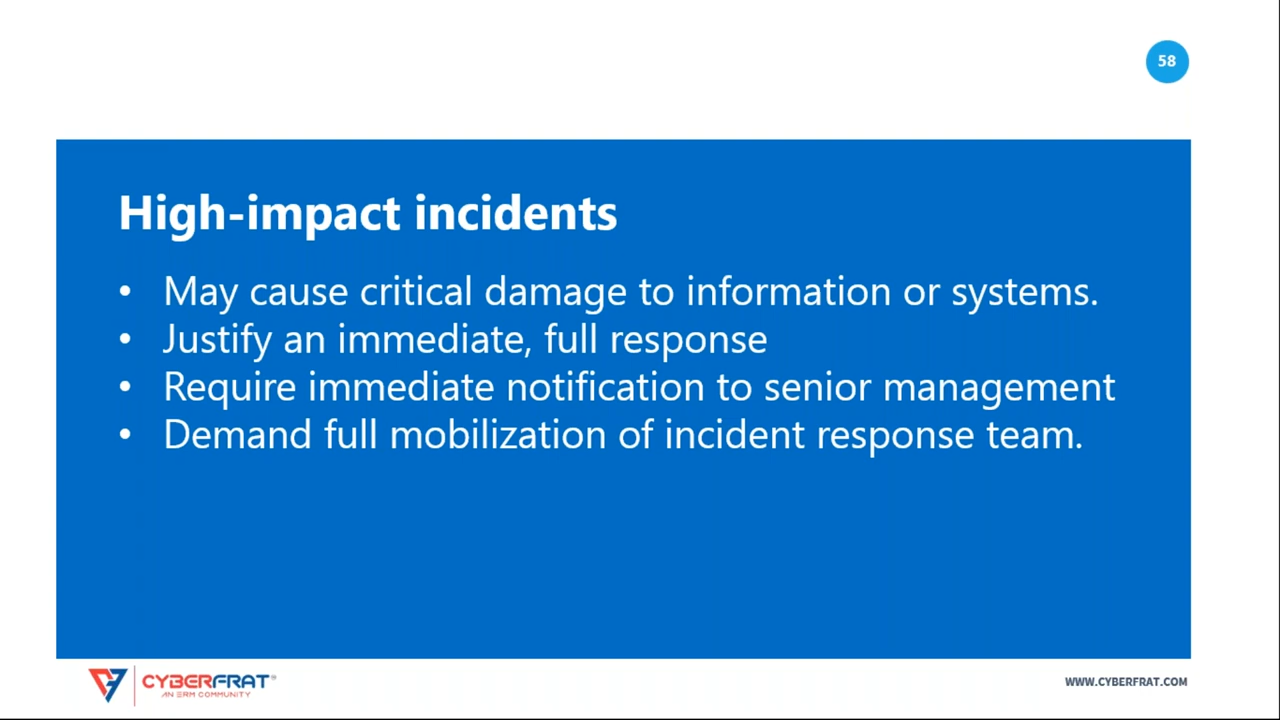 58
High-impact incidents
• May cause critical damage to information or systems.
• Justify an immediate, full response
• Require immediate notification to senior management
• Demand full mobilization of incident response team.
CYBERFRAT®
AN ERM COMMUNITY
WWW.CYBERFRAT.COM